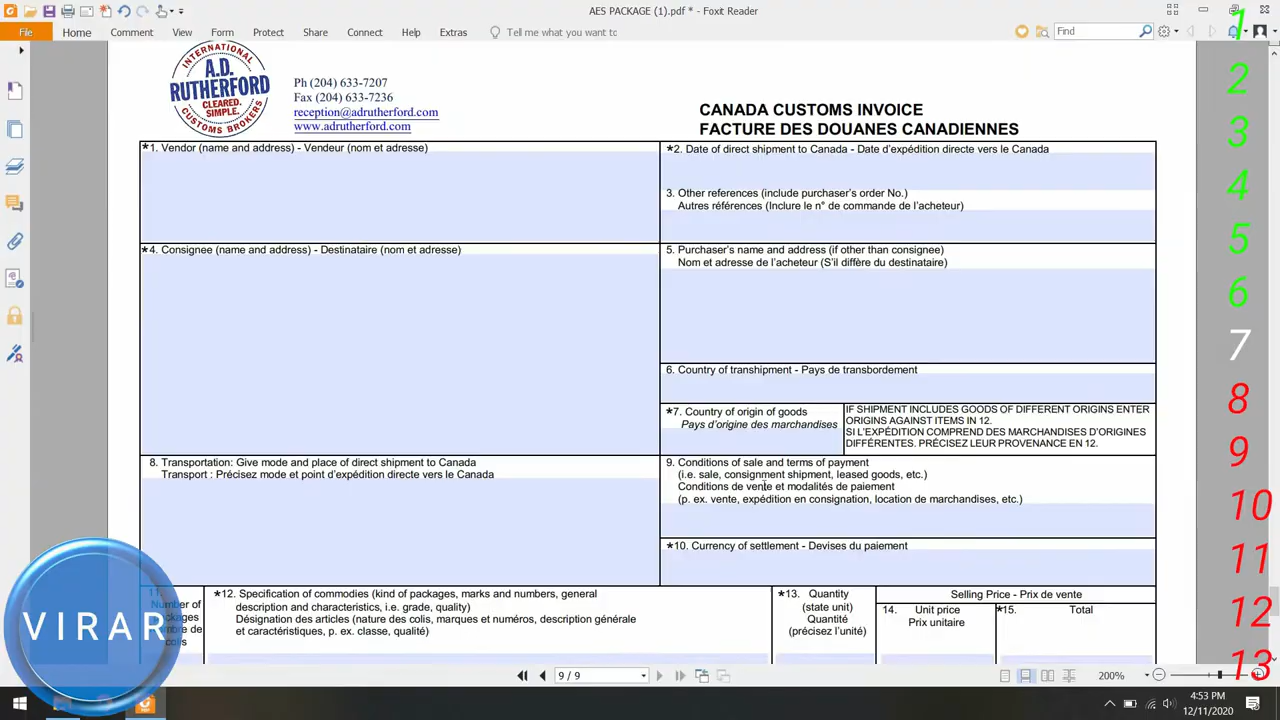 AES PACKAGE (1).pdf * - Foxit Reader
File Home Comment View Form Protect Share Connect Help Extras Tell me what you want to Find
INTERNATIONAL
A.D.
RUTHERFORD
CLEARED.
SIMPLE.
CUSTOMS BROKERS
Ph (204) 633-7207
Fax (204) 633-7236
reception@adrutherford.com
www.adrutherford.com
CANADA CUSTOMS INVOICE
FACTURE DES DOUANES CANADIENNES
*1. Vendor (name and address) - Vendeur (nom et adresse)
*2. Date of direct shipment to Canada - Date d'expédition directe vers le Canada
3. Other references (include purchaser's order No.)
Autres références (Inclure le n° de commande de l'acheteur)
*4. Consignee (name and address) - Destinataire (nom et adresse)
5. Purchaser's name and address (if other than consignee)
Nom et adresse de l'acheteur (S'il diffère du destinataire)
6. Country of transhipment - Pays de transbordement
*7. Country of origin of goods
Pays d'origine des marchandises
IF SHIPMENT INCLUDES GOODS OF DIFFERENT ORIGINS ENTER
ORIGINS AGAINST ITEMS IN 12.
SI L'EXPÉDITION COMPREND DES MARCHANDISES D'ORIGINES
DIFFÉRENTES. PRÉCISEZ LEUR PROVENANCE EN 12.
8. Transportation: Give mode and place of direct shipment to Canada
Transport : Précisez mode et point d'expédition directe vers le Canada
9. Conditions of sale and terms of payment
(i.e. sale, consignment shipment, leased goods, etc.)
Conditions de vente et modalités de paiement
(p. ex. vente, expédition en consignation, location de marchandises, etc.)
*10. Currency of settlement - Devises du paiement
11.
Number of
packages
Nombre de
colis
*12. Specification of commodities (kind of packages, marks and numbers, general
description and characteristics, i.e. grade, quality)
Désignation des articles (nature des colis, marques et numéros, description générale
et caractéristiques, p. ex. classe, qualité)
*13. Quantity
(state unit)
Quantité
(précisez l'unité)
Selling Price - Prix de vente
14. Unit price
Prix unitaire
*15. Total
VIRAR
1
2
3
4
5
6
7
8
9
10
11
12
13
9 / 9
200%
4:53 PM
12/11/2020